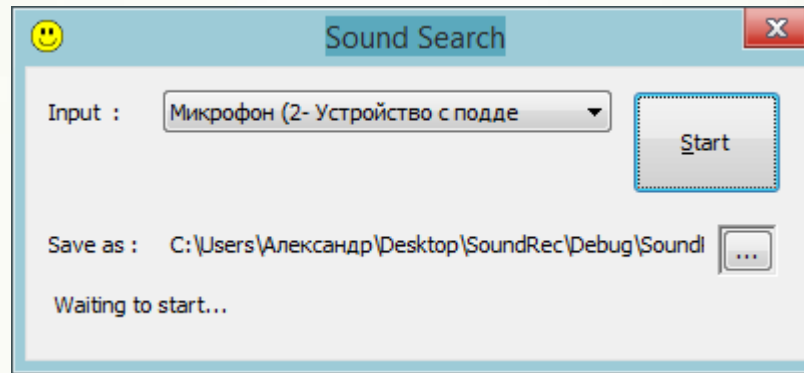 Sound Search
Input :
Микрофон (2- Устройство с подде
Start
Save as :
C:\Users\Александр\Desktop\SoundRec\Debug\Sound
...
Waiting to start...